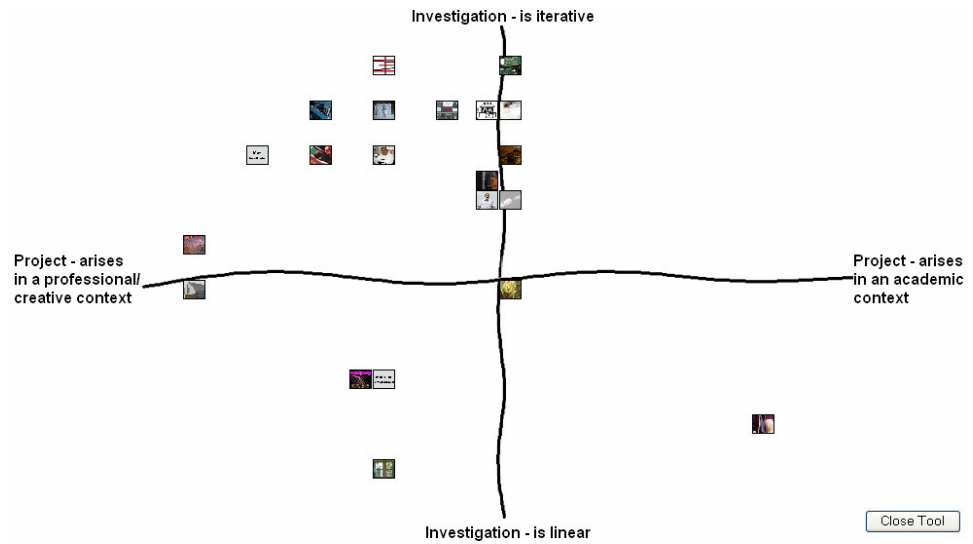 Investigation - is iterative
Project - arises
in a professional/
creative context
Project - arises
in an academic
context
Investigation - is linear
Close Tool